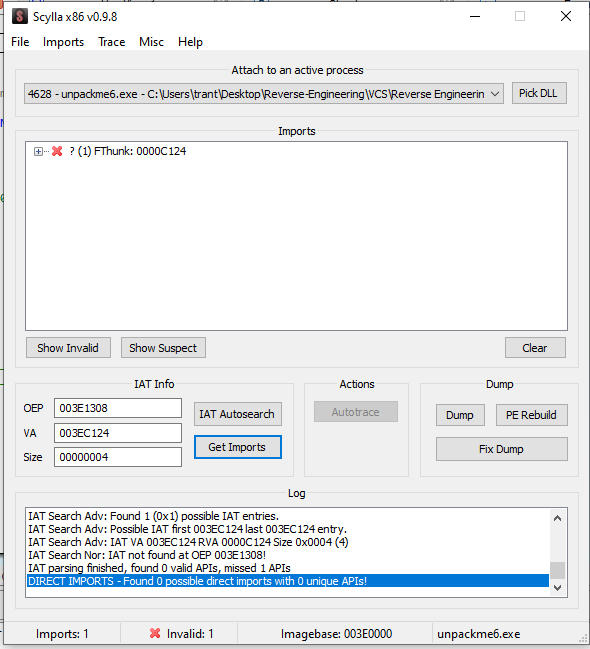 Scylla x86 v0.9.8
File Imports Trace Misc Help
Attach to an active process
4628 - unpackme6.exe - C:\Users\trant\Desktop\Reverse-Engineering\VCS\Reverse Engineerin
Pick DLL
Imports
? (1) FThunk: 0000C124
Show Invalid
Show Suspect
Clear
IAT Info
Actions
Dump
OEP 003E1308
IAT Autosearch
Autotrace
Dump
PE Rebuild
VA 003EC124
Get Imports
Fix Dump
Size 00000004
Log
IAT Search Adv: Found 1 (0x1) possible IAT entries.
IAT Search Adv: Possible IAT first 003EC124 last 003EC124 entry.
IAT Search Adv: IAT VA 003EC124 RVA 0000C124 Size 0x0004 (4)
IAT Search Nor: IAT not found at OEP 003E1308!
IAT parsing finished, found 0 valid APIs, missed 1 APIs
DIRECT IMPORTS - Found 0 possible direct imports with 0 unique APIs!
Imports: 1
Invalid: 1
Imagebase: 003E0000
unpackme6.exe